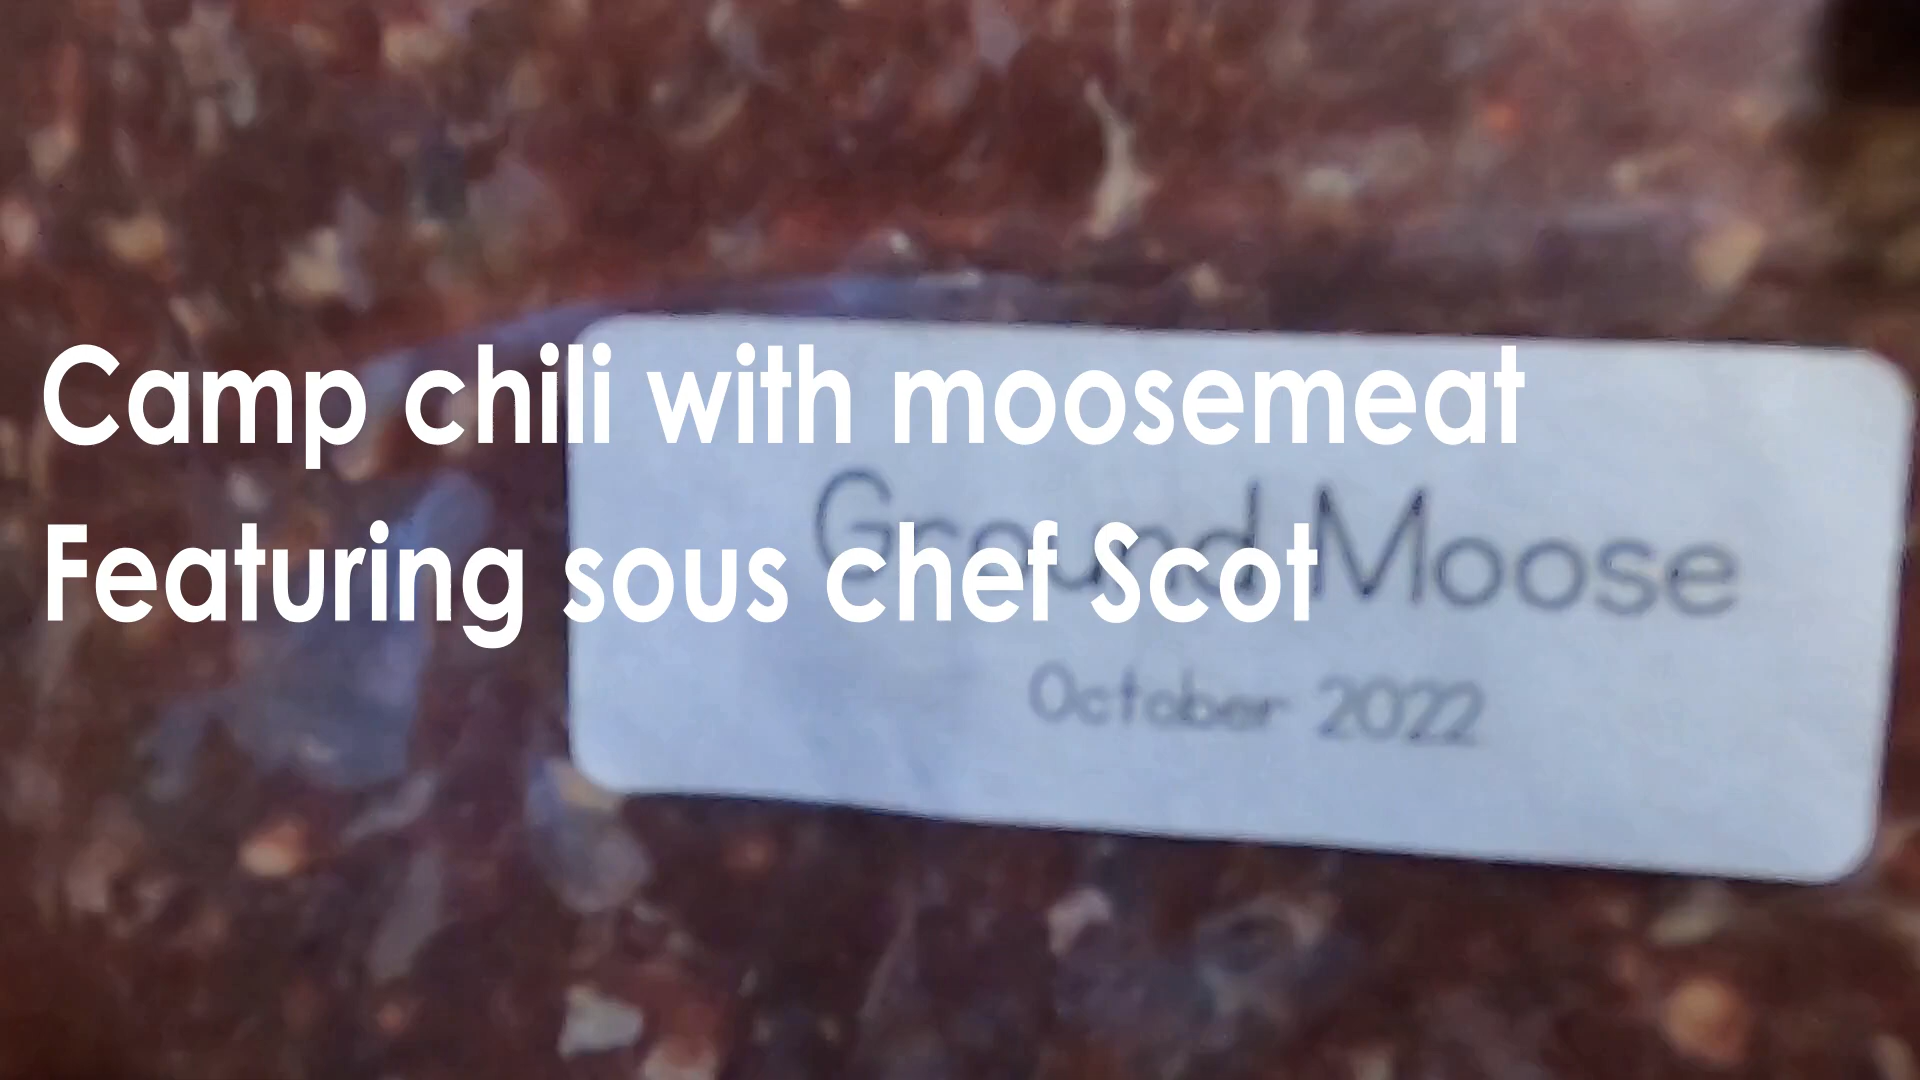 Camp chili with moosemeat
Featuring sous chef Scot
Ground Moose
October 2022